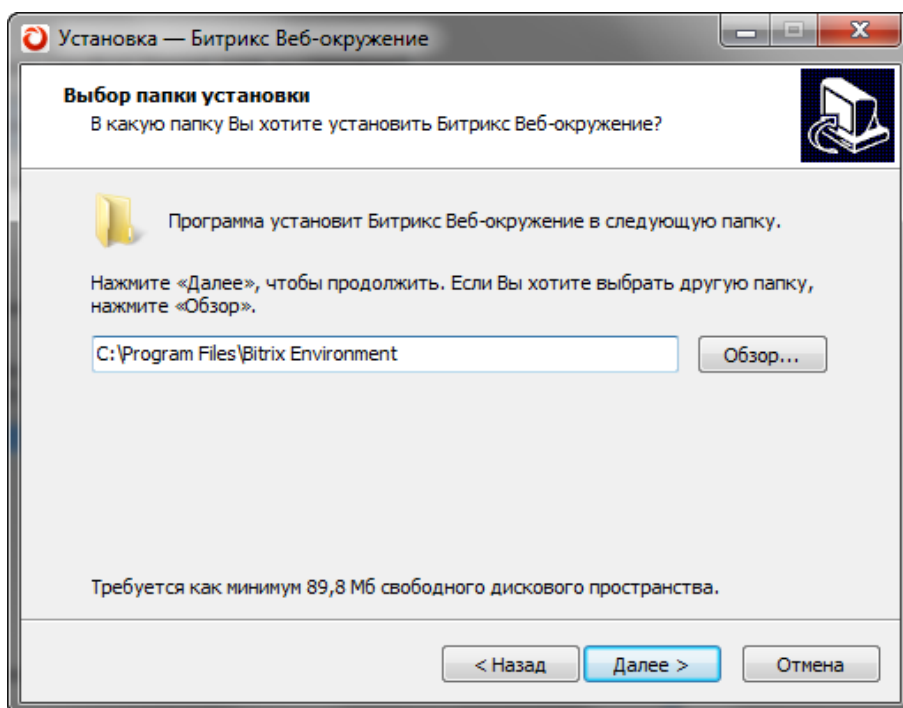 Установка — Битрикс Веб-окружение
Выбор папки установки
В какую папку Вы хотите установить Битрикс Веб-окружение?
Программа установит Битрикс Веб-окружение в следующую папку.
Нажмите «Далее», чтобы продолжить. Если Вы хотите выбрать другую папку,
нажмите «Обзор».
C:\Program Files\Bitrix Environment
Обзор...
Требуется как минимум 89,8 Мб свободного дискового пространства.
< Назад
Далее >
Отмена